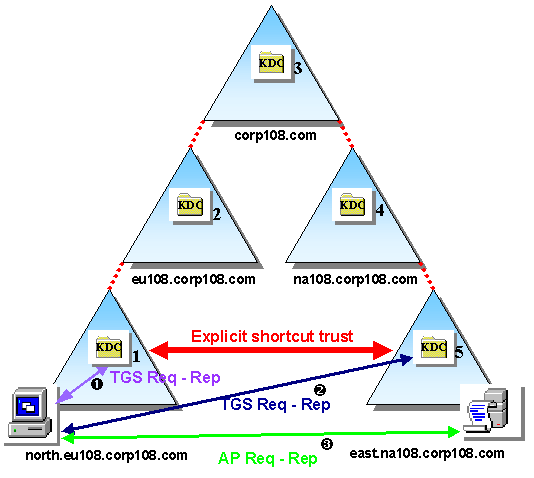 KDC 3
corp108.com
KDC 2
KDC 4
eu108.corp108.com
na108.corp108.com
Explicit shortcut trust
KDC 1
KDC 5
❶ TGS Req - Rep
❷ TGS Req - Rep
north.eu108.corp108.com
east.na108.corp108.com
❸ AP Req - Rep